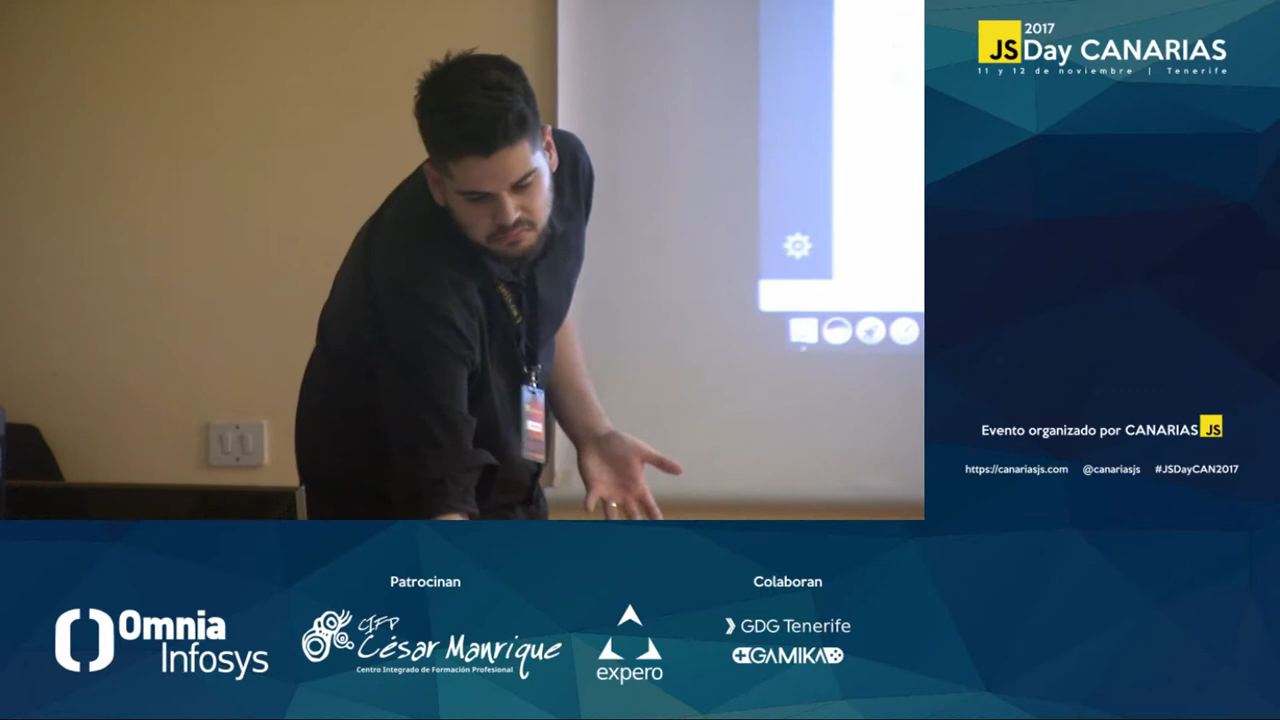 2017
JS Day CANARIAS
11 y 12 de noviembre | Tenerife
Evento organizado por CANARIAS JS
https://canariasjs.com @canariasjs #JSDayCAN2017
Patrocinan
Colaboran
Omnia
Infosys
CIFP
César Manrique
Centro Integrado de Formación Profesional
expero
GDG Tenerife
GAMIKA